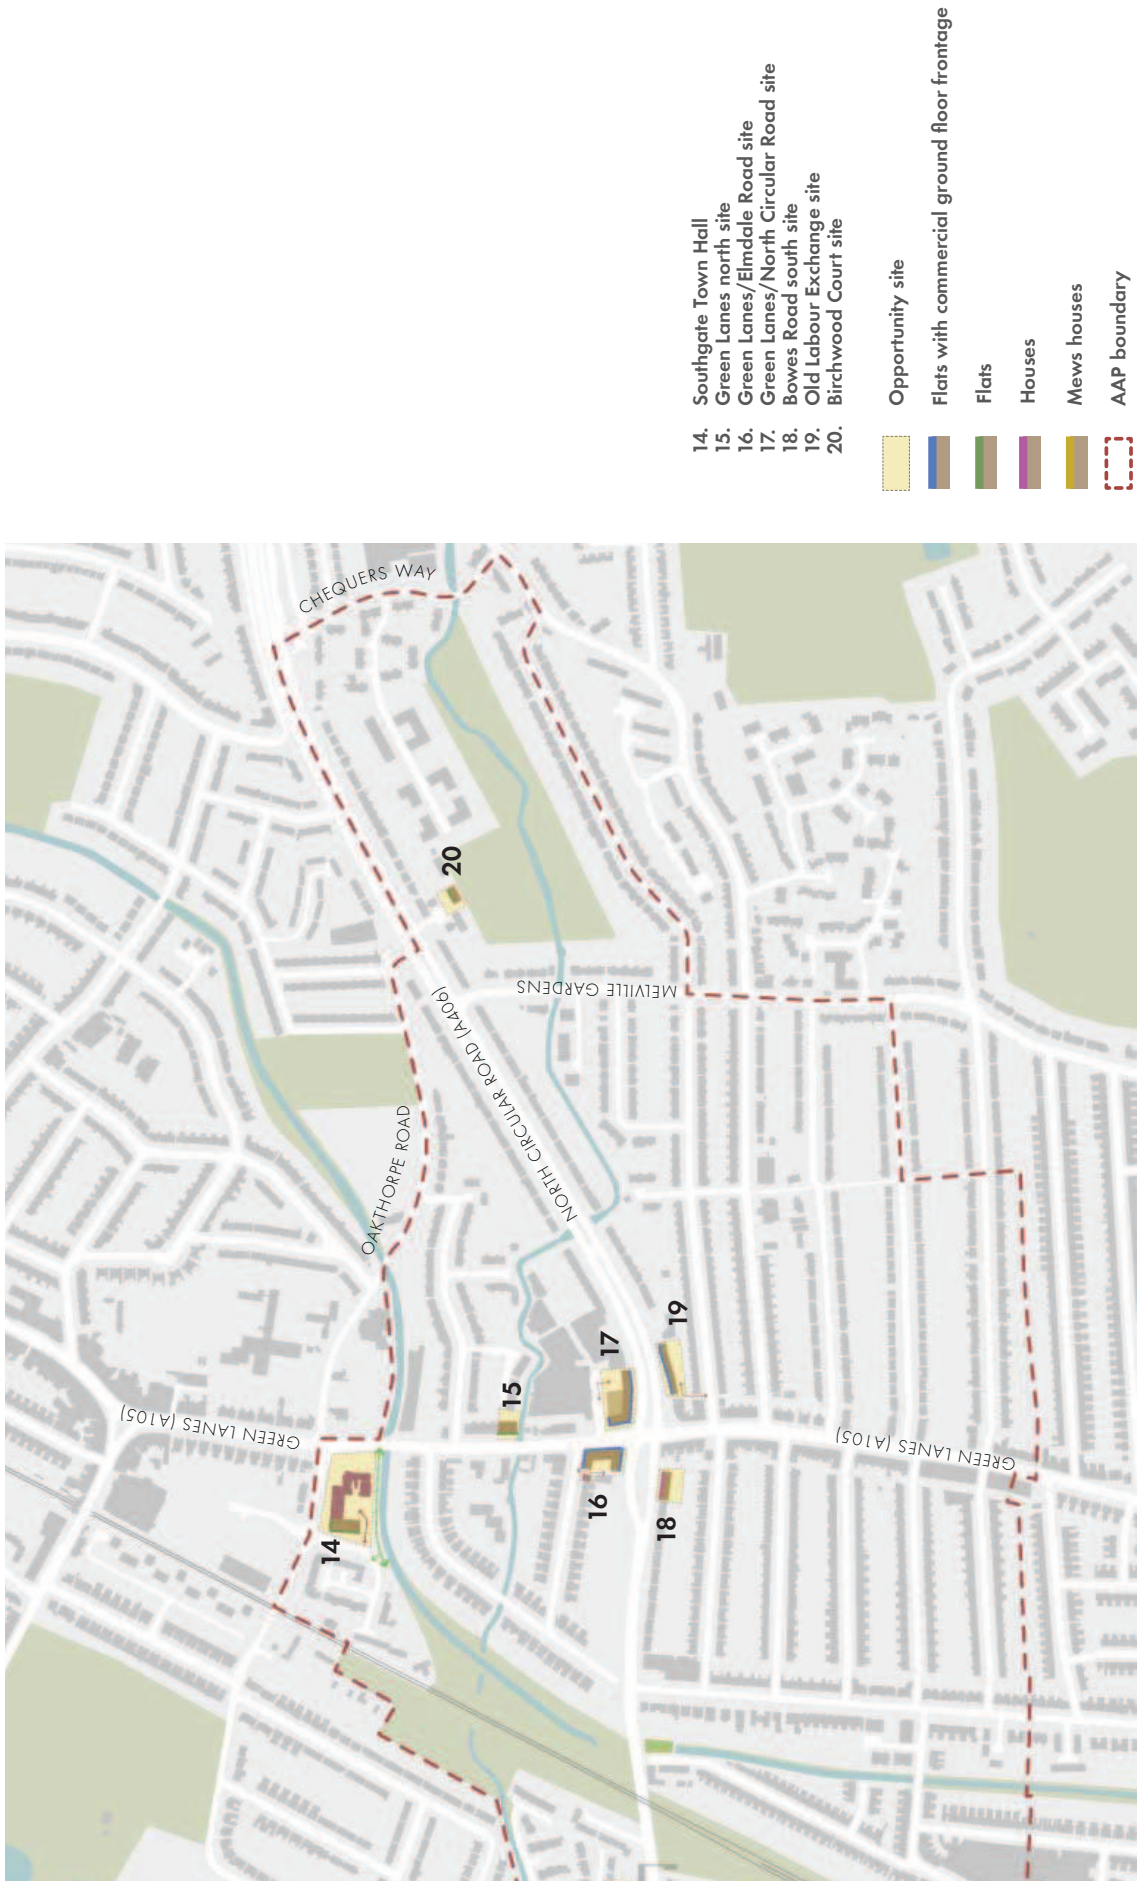 CHEQUERS WAY
20
MELVILLE GARDENS
NORTH CIRCULAR ROAD (A406)
OAKTHORPE ROAD
GREEN LANES (A105)
14
15
16
17
18
19
GREEN LANES (A105)
GREEN LANES (A105)
14. Southgate Town Hall
15. Green Lanes north site
16. Green Lanes/Elmdale Road site
17. Green Lanes/North Circular Road site
18. Bowes Road south site
19. Old Labour Exchange site
20. Birchwood Court site
Opportunity site
Flats with commercial ground floor frontage
Flats
Houses
Mews houses
AAP boundary